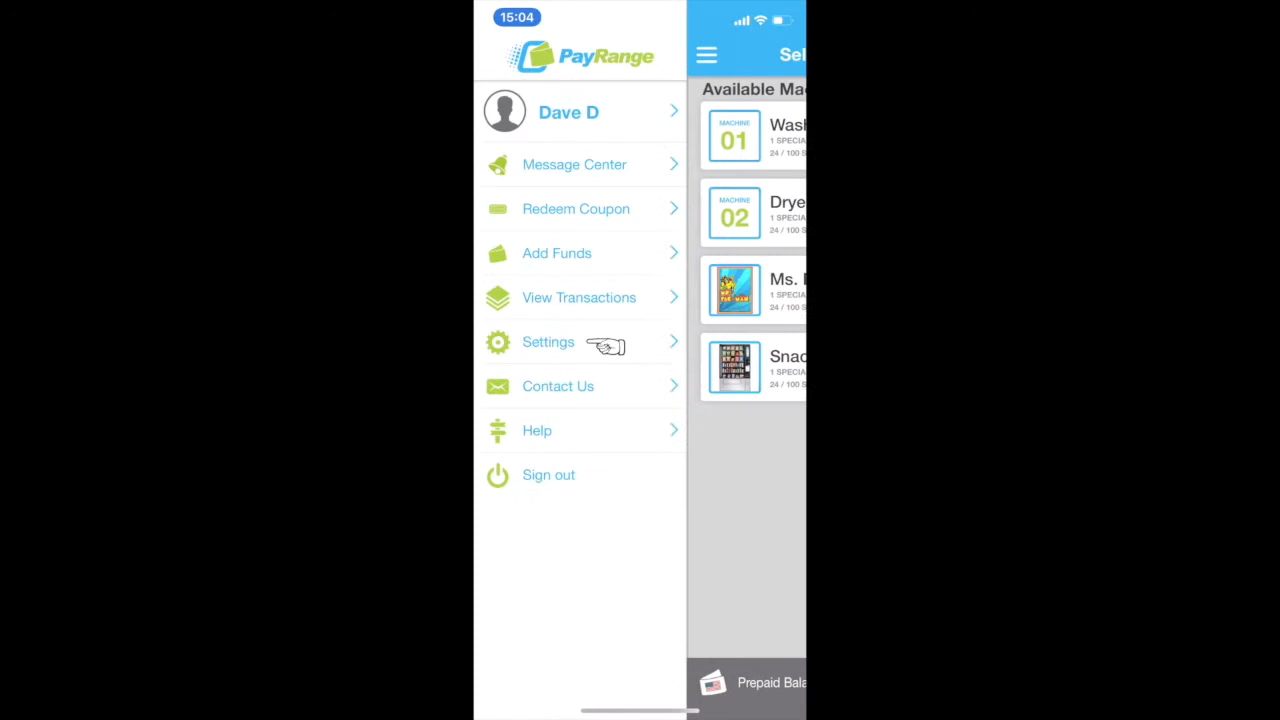 15:04
PayRange
Dave D
Message Center
Redeem Coupon
Add Funds
View Transactions
Settings
Contact Us
Help
Sign out
Sel
Available Ma
MACHINE
01
Wash
1 SPECIA
24 / 100 S
MACHINE
02
Drye
1 SPECIA
24 / 100 S
Ms.
1 SPECIA
24 / 100 S
Snac
1 SPECIA
24 / 100 S
Prepaid Bala